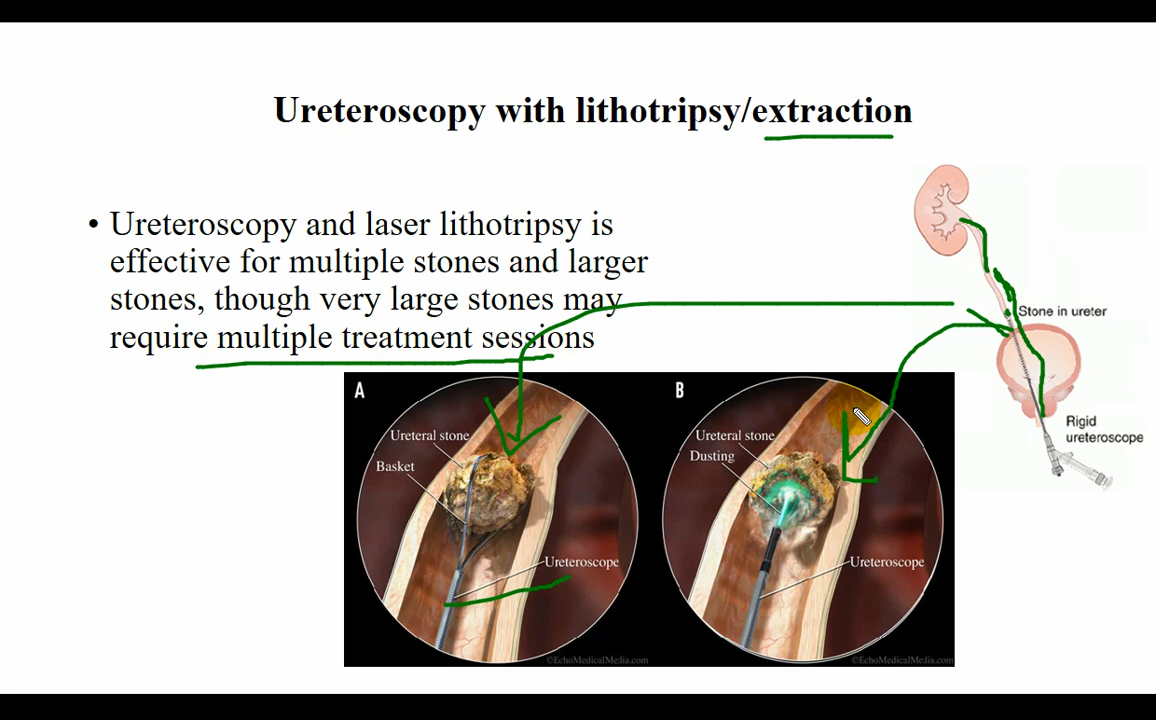 Ureteroscopy with lithotripsy/extraction
• Ureteroscopy and laser lithotripsy is
effective for multiple stones and larger
stones, though very large stones may
require multiple treatment sessions
Stone in ureter
Rigid
ureteroscope
A
Ureteral stone
Basket
Ureteroscope
©EchoMedicalMedia.com
B
Ureteral stone
Dusting
Ureteroscope
©EchoMedicalMedia.com